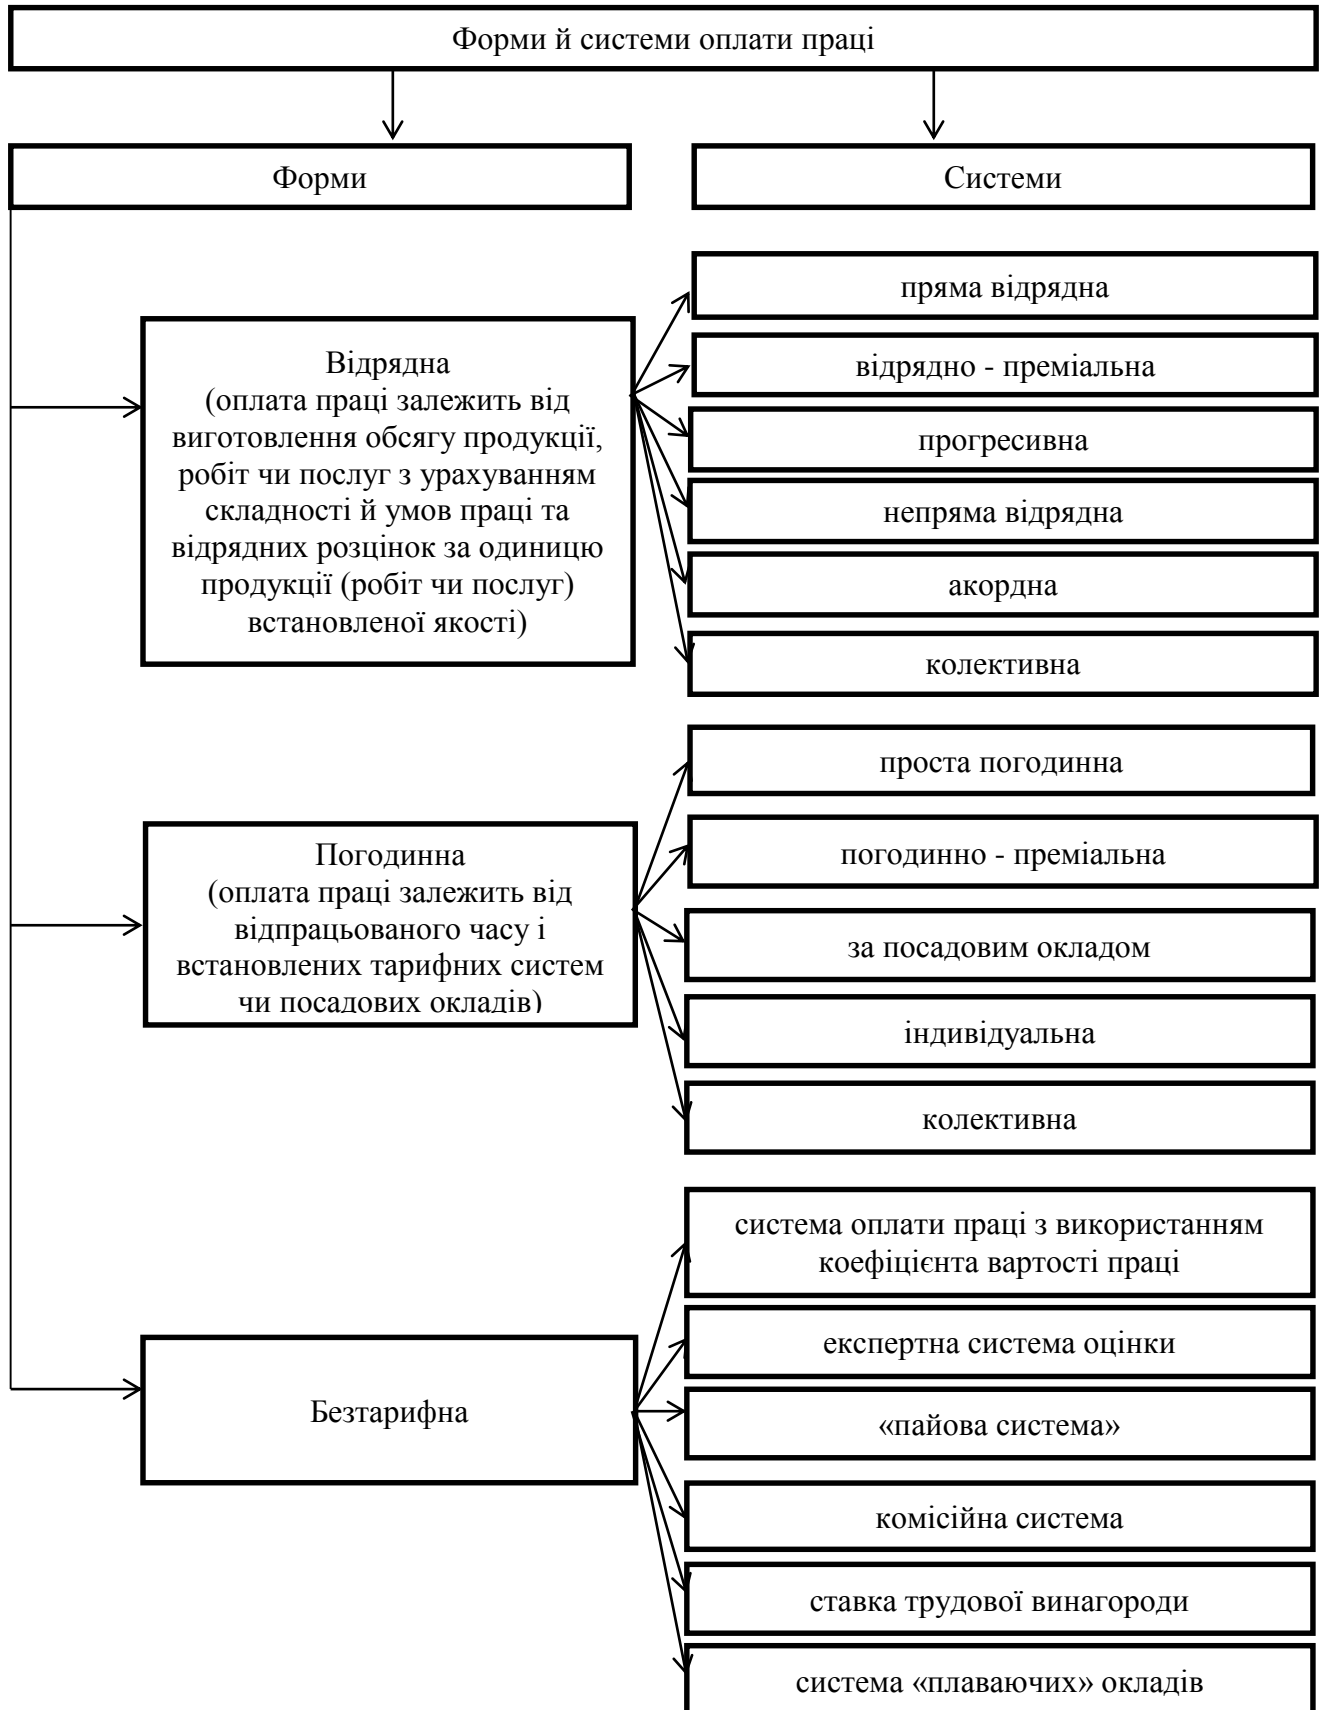 Форми й системи оплати праці
Форми
Системи
Відрядна
(оплата праці залежить від
виготовлення обсягу продукції,
робіт чи послуг з урахуванням
складності й умов праці та
відрядних розцінок за одиницю
продукції (робіт чи послуг)
встановленої якості)
пряма відрядна
відрядно - преміальна
прогресивна
непряма відрядна
акордна
колективна
Погодинна
(оплата праці залежить від
відпрацьованого часу і
встановлених тарифних систем
чи посадових окладів)
проста погодинна
погодинно - преміальна
за посадовим окладом
індивідуальна
колективна
Безтарифна
система оплати праці з використанням
коефіцієнта вартості праці
експертна система оцінки
«пайова система»
комісійна система
ставка трудової винагороди
система «плаваючих» окладів